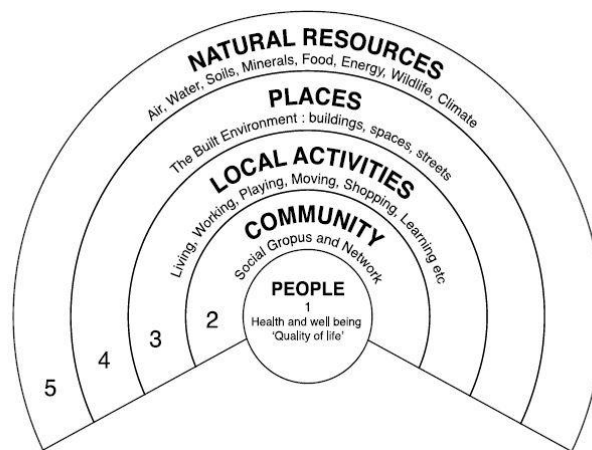 NATURAL RESOURCES
Air, Water, Soils, Minerals, Food, Energy, Wildlife, Climate
PLACES
The Built Environment : buildings, spaces, streets
LOCAL ACTIVITIES
Living, Working, Playing, Moving, Shopping, Learning etc
COMMUNITY
Social Gropus and Network
PEOPLE
1
Health and well being
'Quality of life'
2
3
4
5